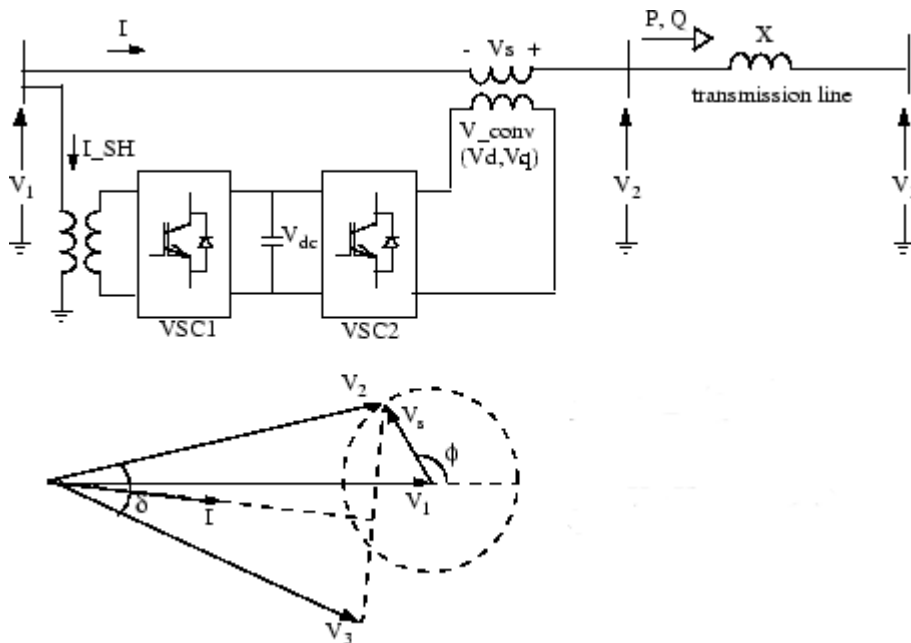 I
- Vs +
P, Q
X
transmission line
V_conv
(Vd,Vq)
I_SH
V1
V2
V
Vdc
VSC1
VSC2
V2
Vs
ϕ
V1
δ
I
V3